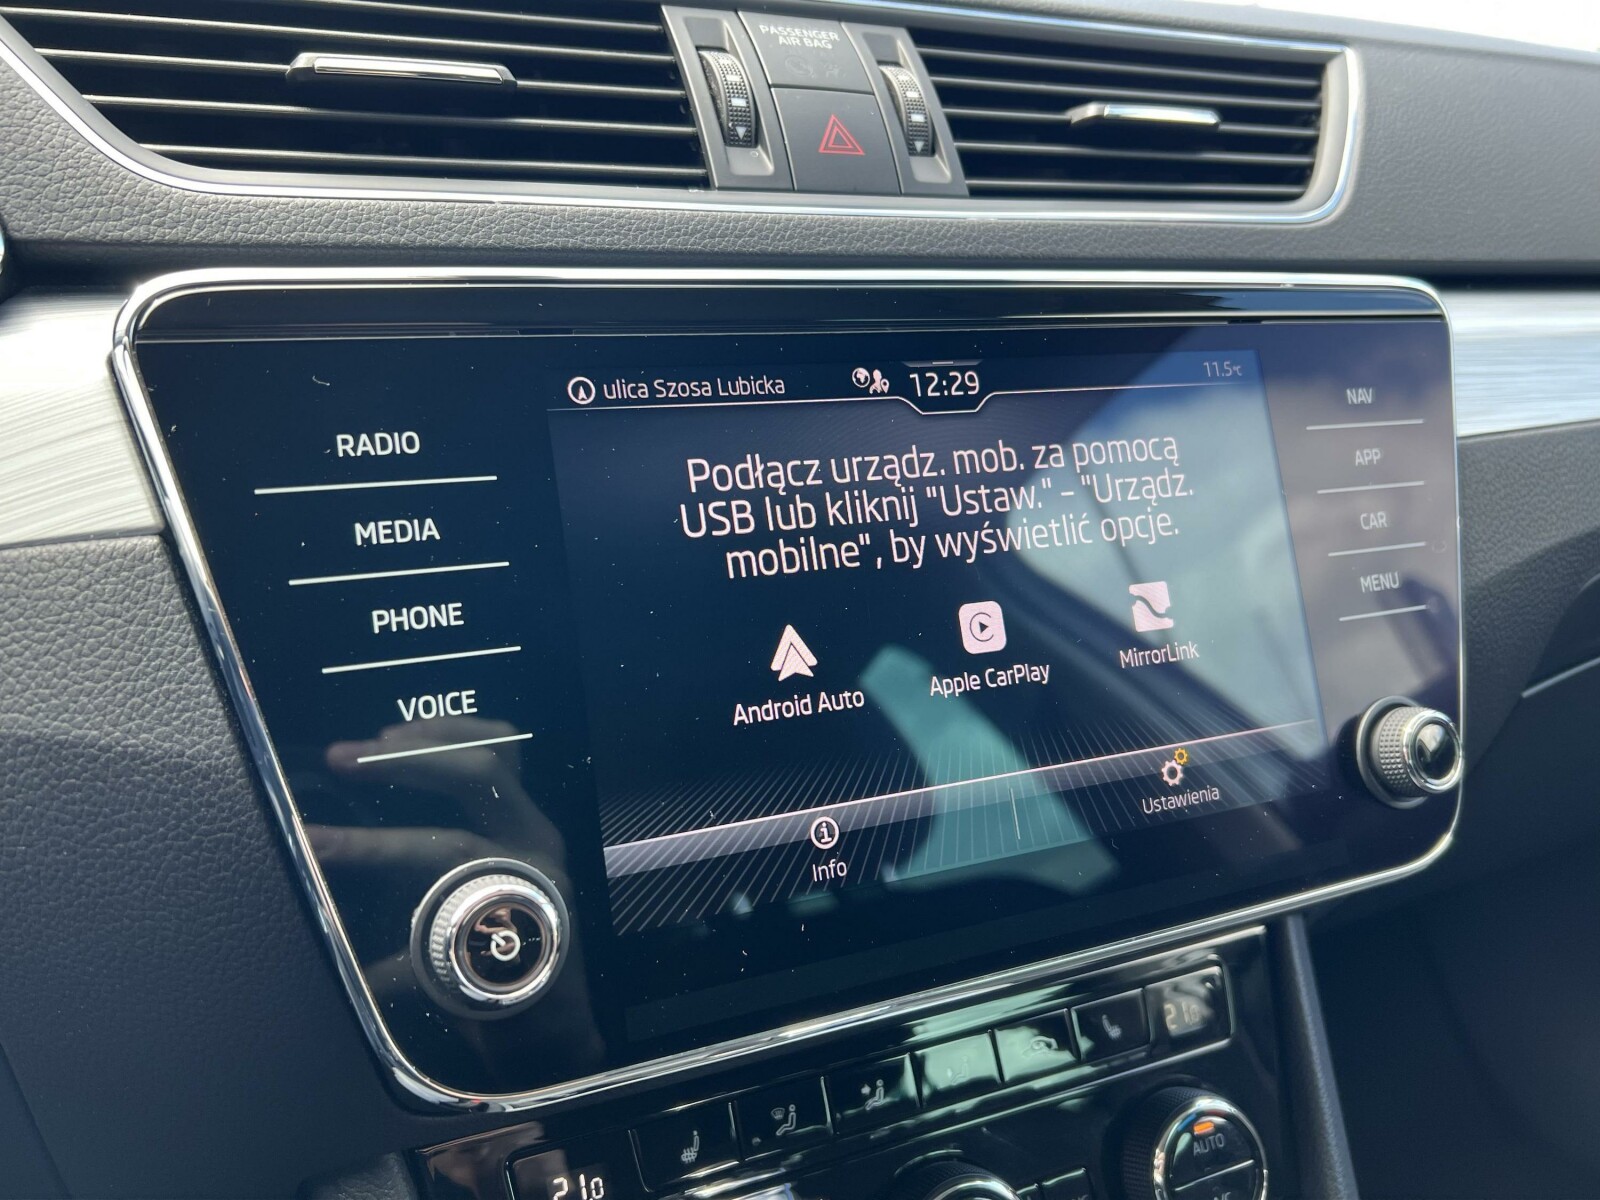 PASSENGER
AIR BAG
ulica Szosa Lubicka
12:29
11.5°C
RADIO
MEDIA
PHONE
VOICE
Podłącz urządz. mob. za pomocą
USB lub kliknij "Ustaw." - "Urządz.
mobilne", by wyświetlić opcje.
Android Auto
Apple CarPlay
MirrorLink
Info
Ustawienia
NAV
APP
CAR
MENU
21.0
21.0
AUTO